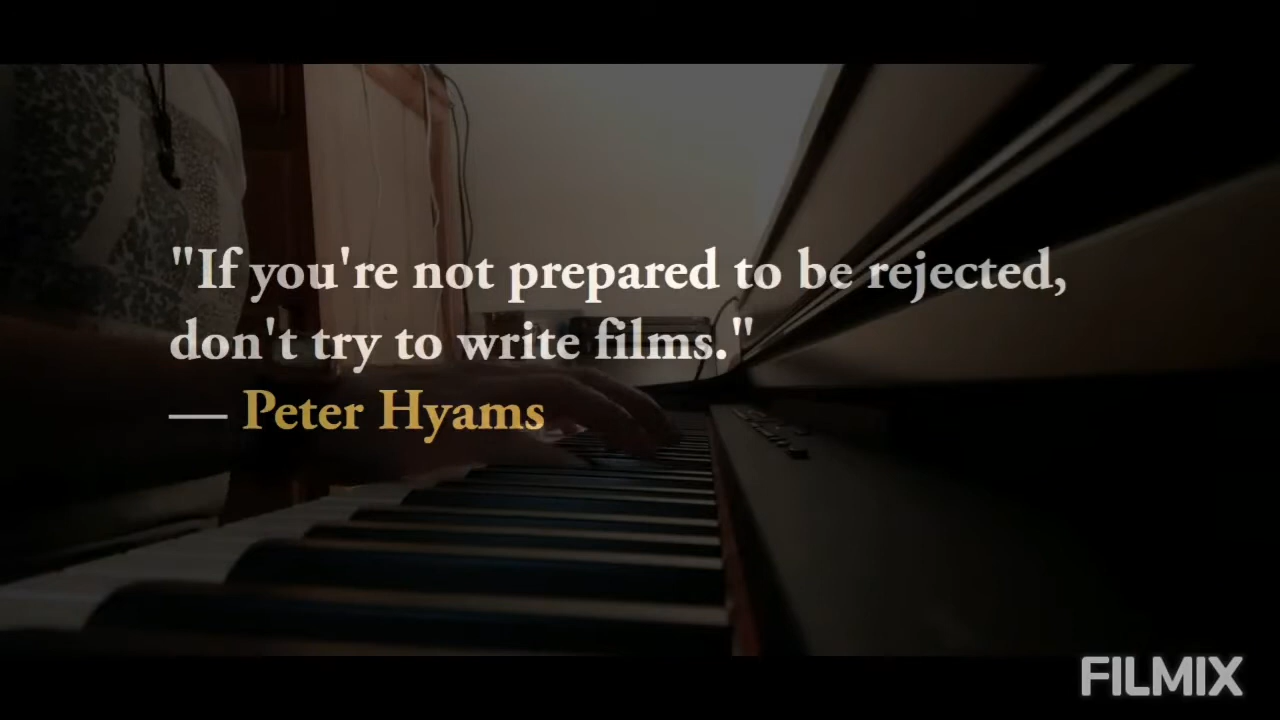 "If you're not prepared to be rejected,
don't try to write films."
— Peter Hyams
FILMIX